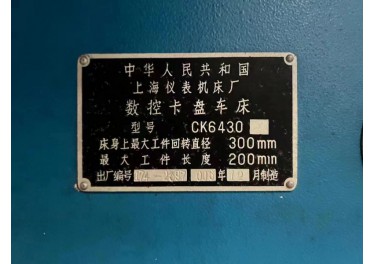 中华人民共和国
上海仪表机床厂
数控卡盘车床
型号 CK6430
床身上最大工件回转直径 300mm
最大工件长度 200mm
出厂编号 年 月制造